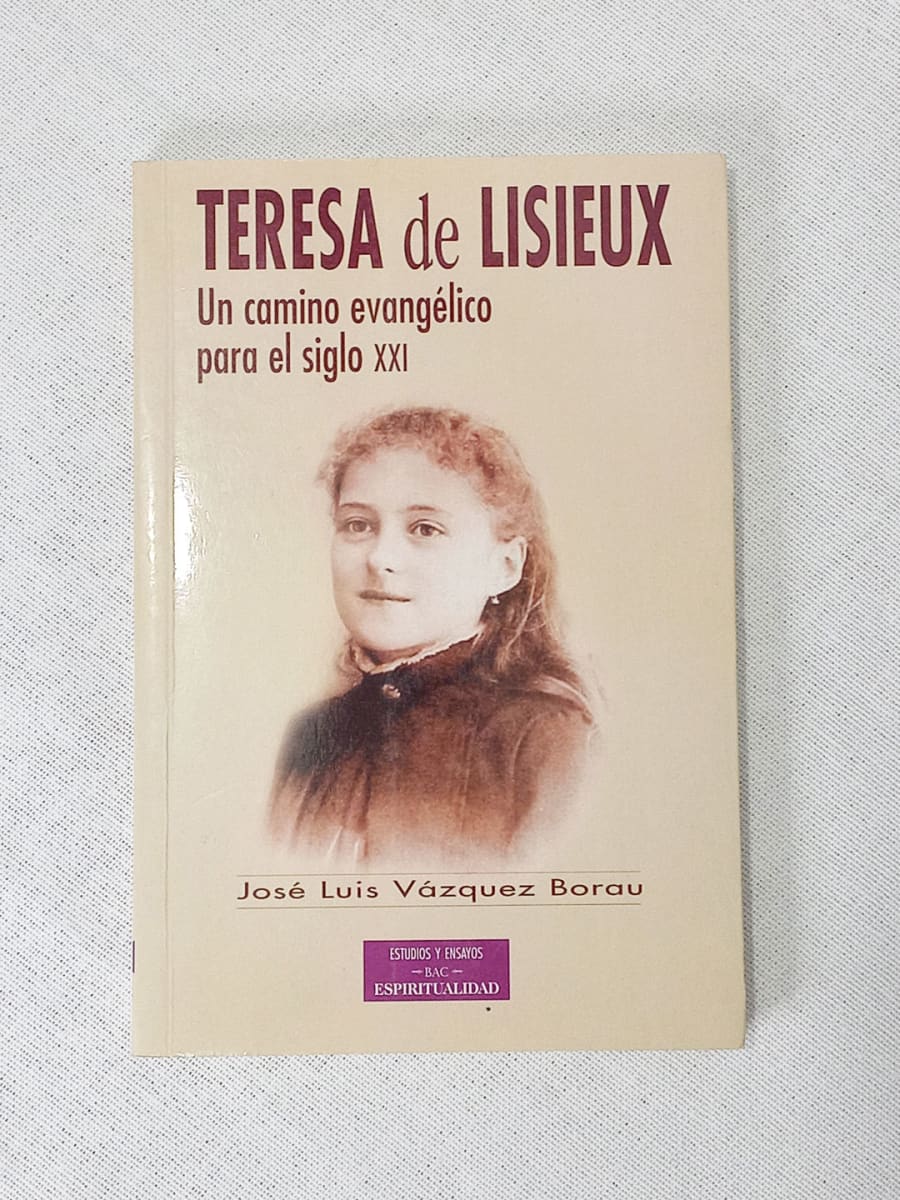 TERESA de LISIEUX
Un camino evangélico
para el siglo XXI
José Luis Vázquez Borau
ESTUDIOS Y ENSAYOS
BAC
ESPIRITUALIDAD